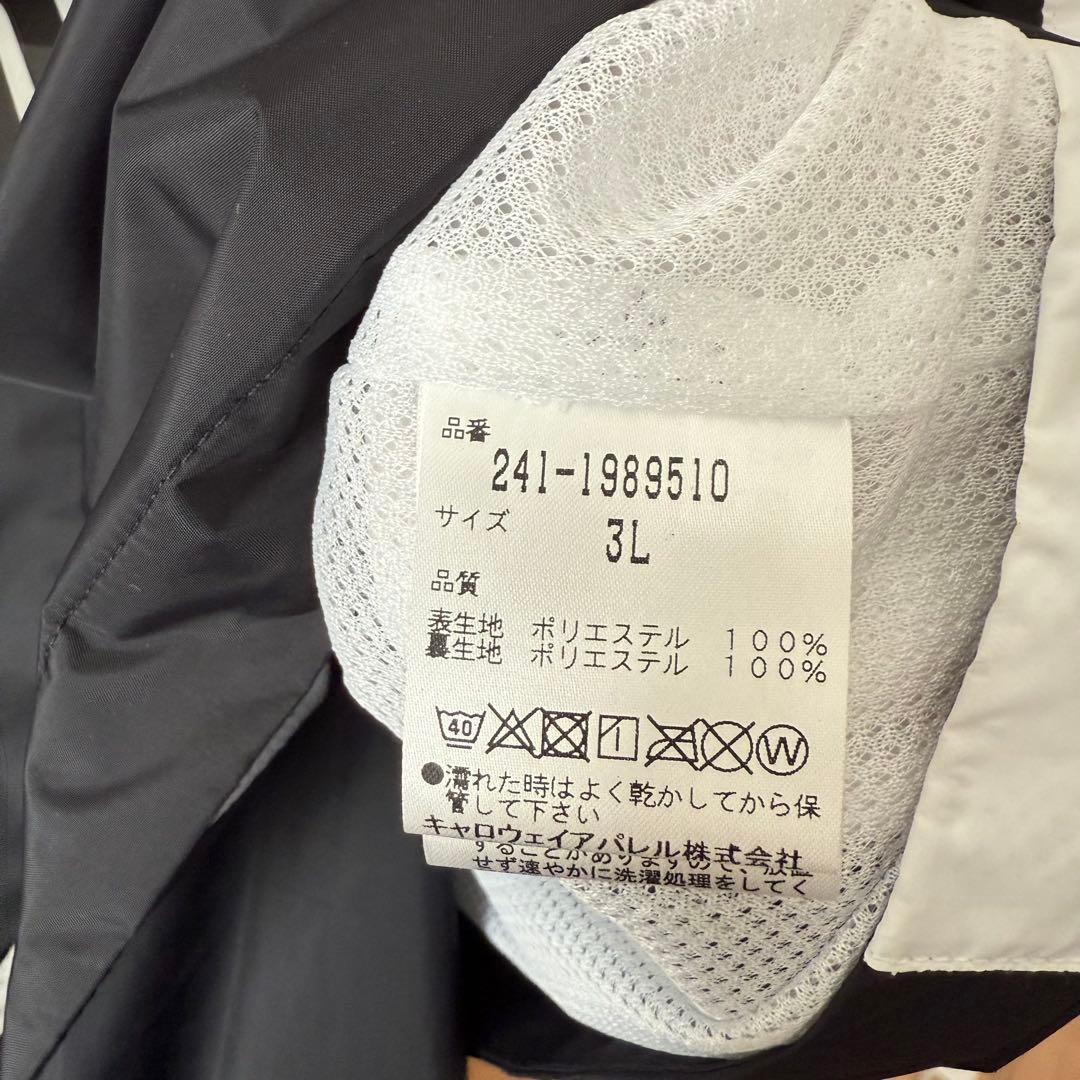 品番
241-1989510
サイズ
3L
品質
表生地 ポリエステル 100%
裏生地 ポリエステル 100%
40 W
●濡れた時はよく乾かしてから保
管して下さい
キャロウェイアパレル株式会社
せず速やかに洗濯処理をしてく